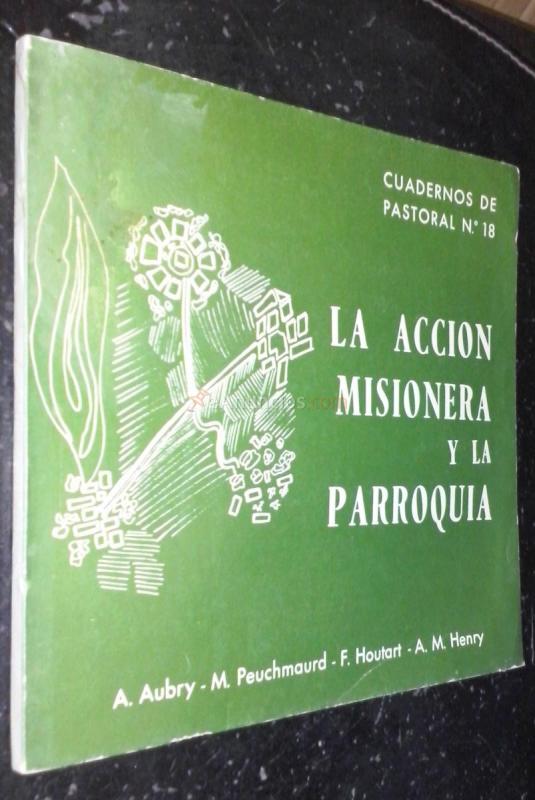 CUADERNOS DE
PASTORAL N.º 18
LA ACCION
MISIONERA
Y LA
PARROQUIA
A. Aubry - M. Peuchmaurd - F. Houtart - A. M. Henry